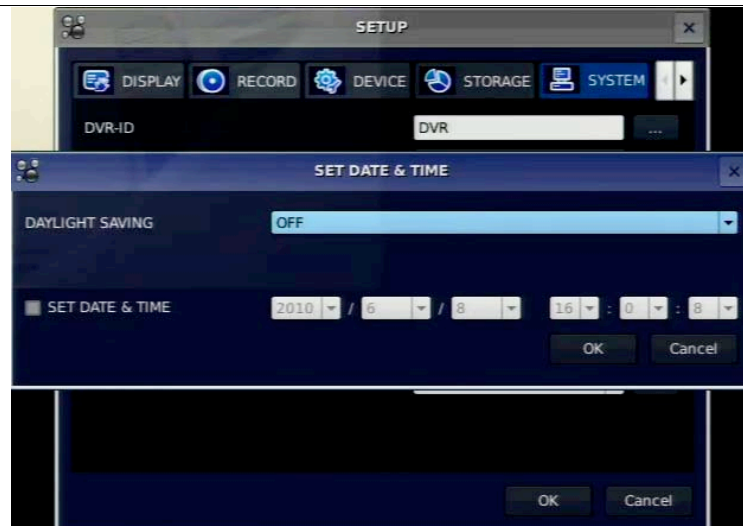 SETUP
DISPLAY RECORD DEVICE STORAGE SYSTEM
DVR-ID DVR ...
SET DATE & TIME
DAYLIGHT SAVING OFF
SET DATE & TIME 2010 / 6 / 8 16 : 0 : 8
OK Cancel
OK Cancel